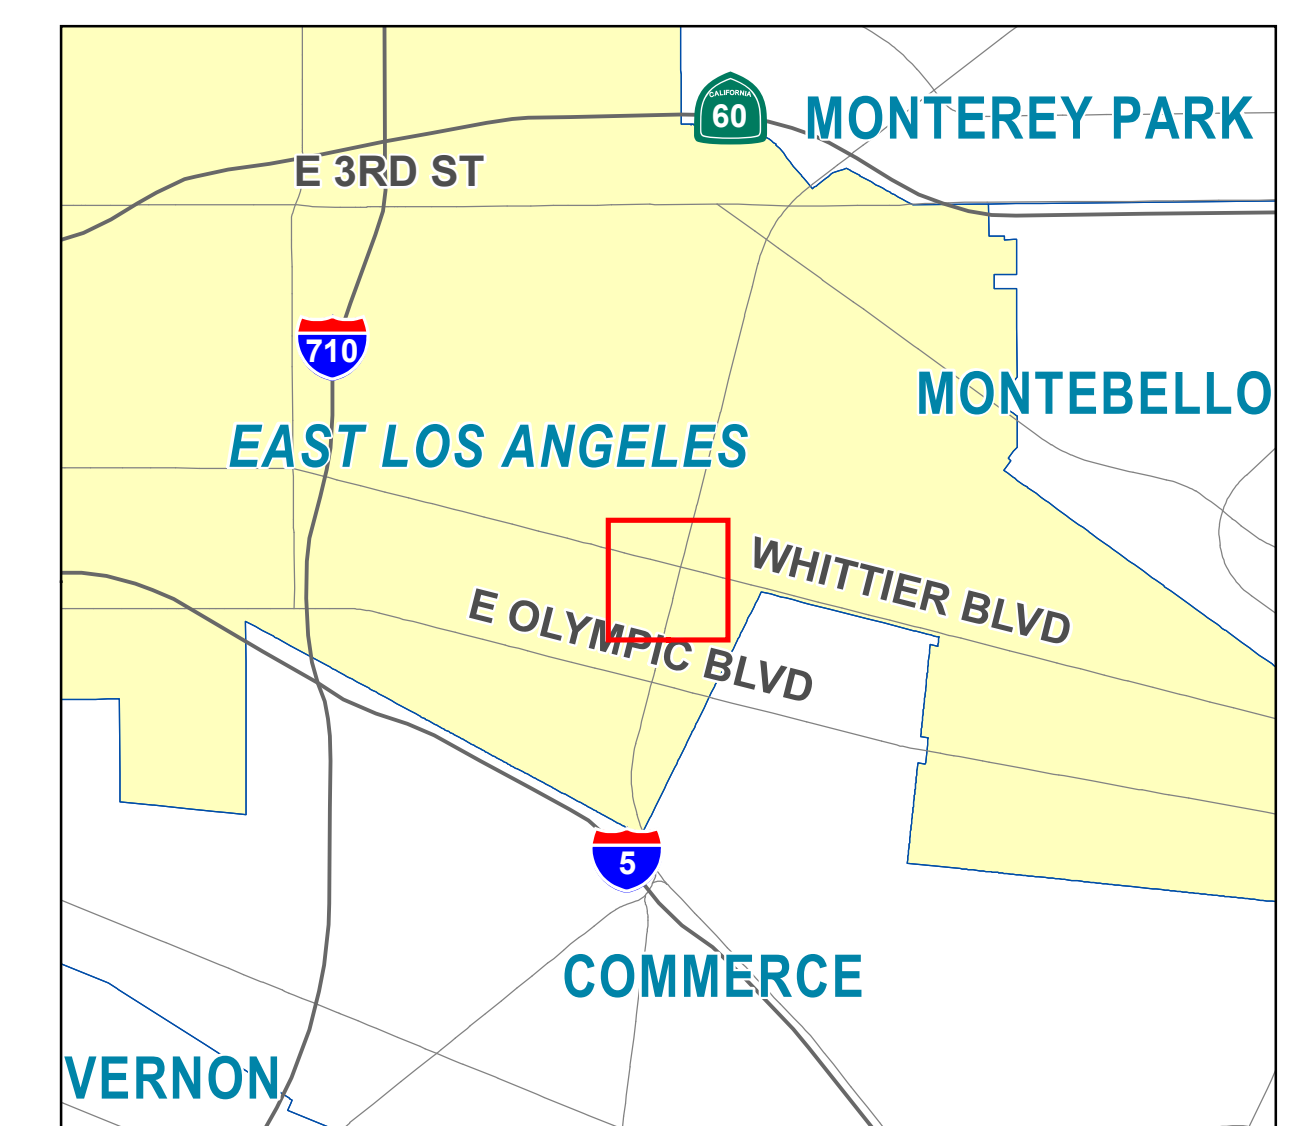 CALIFORNIA
60
MONTEREY PARK
E 3RD ST
710
MONTEBELLO
EAST LOS ANGELES
WHITTIER BLVD
E OLYMPIC BLVD
5
COMMERCE
VERNON